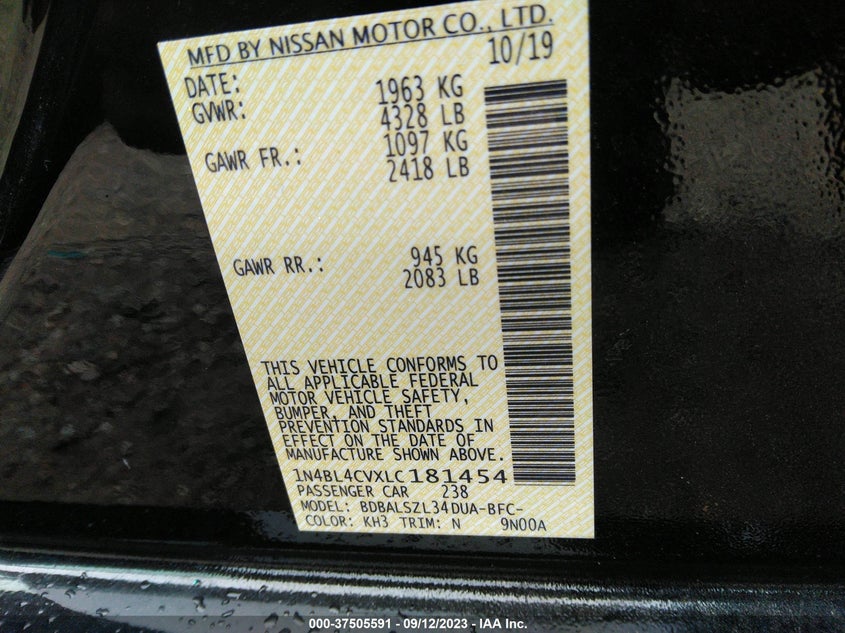 MFD BY NISSAN MOTOR CO., LTD.
DATE: 10/19
GVWR: 1963 KG
4328 LB
GAWR FR.: 1097 KG
2418 LB
GAWR RR.: 945 KG
2083 LB
THIS VEHICLE CONFORMS TO
ALL APPLICABLE FEDERAL
MOTOR VEHICLE SAFETY,
BUMPER, AND THEFT
PREVENTION STANDARDS IN
EFFECT ON THE DATE OF
MANUFACTURE SHOWN ABOVE.
1N4BL4CVXLC181454
PASSENGER CAR 238
MODEL: BDBALSZL34DUA-BFC-
COLOR: KH3 TRIM: N 9N00A
000-37505591 - 09/12/2023 - IAA Inc.